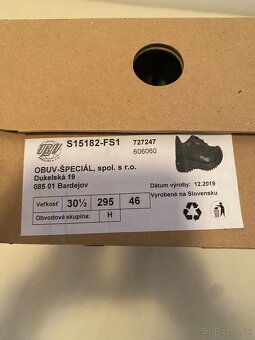 OBO
S15182-FS1
727247
606060
OBUV-ŠPECIÁL, spol. s r.o.
Dukelská 19
085 01 Bardejov
Dátum výroby: 12.2019
Vyrobené na Slovensku
Veľkosť 30½ 295 46
Obvodová skupina: H